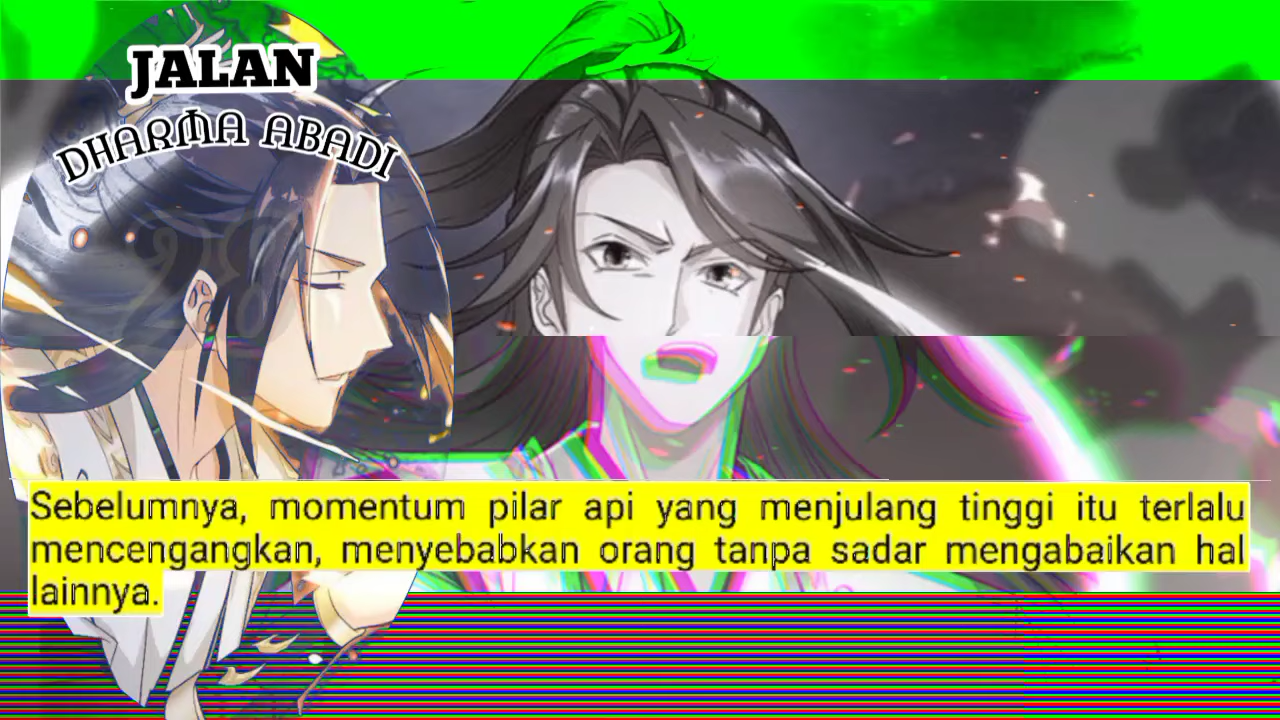 JALAN
DHARMA ABADI
28
Sebelumnya, momentum pilar api yang menjulang tinggi itu terlalu
mencengangkan, menyebabkan orang tanpa sadar mengabaikan hal
lainnya.